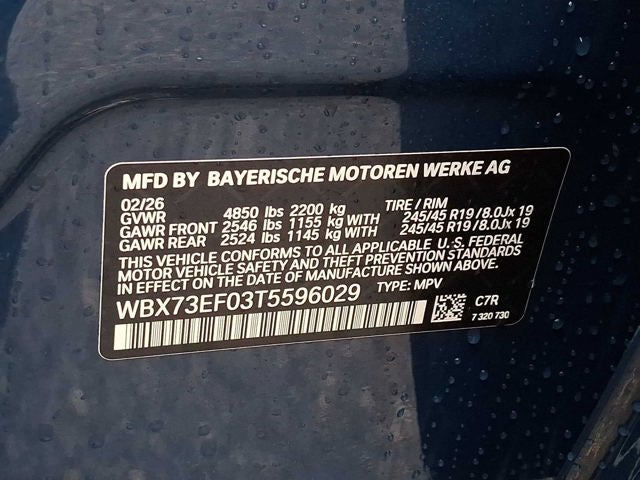 MFD BY BAYERISCHE MOTOREN WERKE AG
02/26 TIRE / RIM
GVWR 4850 lbs 2200 kg
GAWR FRONT 2546 lbs 1155 kg WITH 245/45 R19 / 8.0Jx 19
GAWR REAR 2524 lbs 1145 kg WITH 245/45 R19 / 8.0Jx 19
THIS VEHICLE CONFORMS TO ALL APPLICABLE U.S. FEDERAL
MOTOR VEHICLE SAFETY AND THEFT PREVENTION STANDARDS
IN EFFECT ON THE DATE OF MANUFACTURE SHOWN ABOVE.
WBX73EF03T5596029 TYPE: MPV
C7R
7 320 730